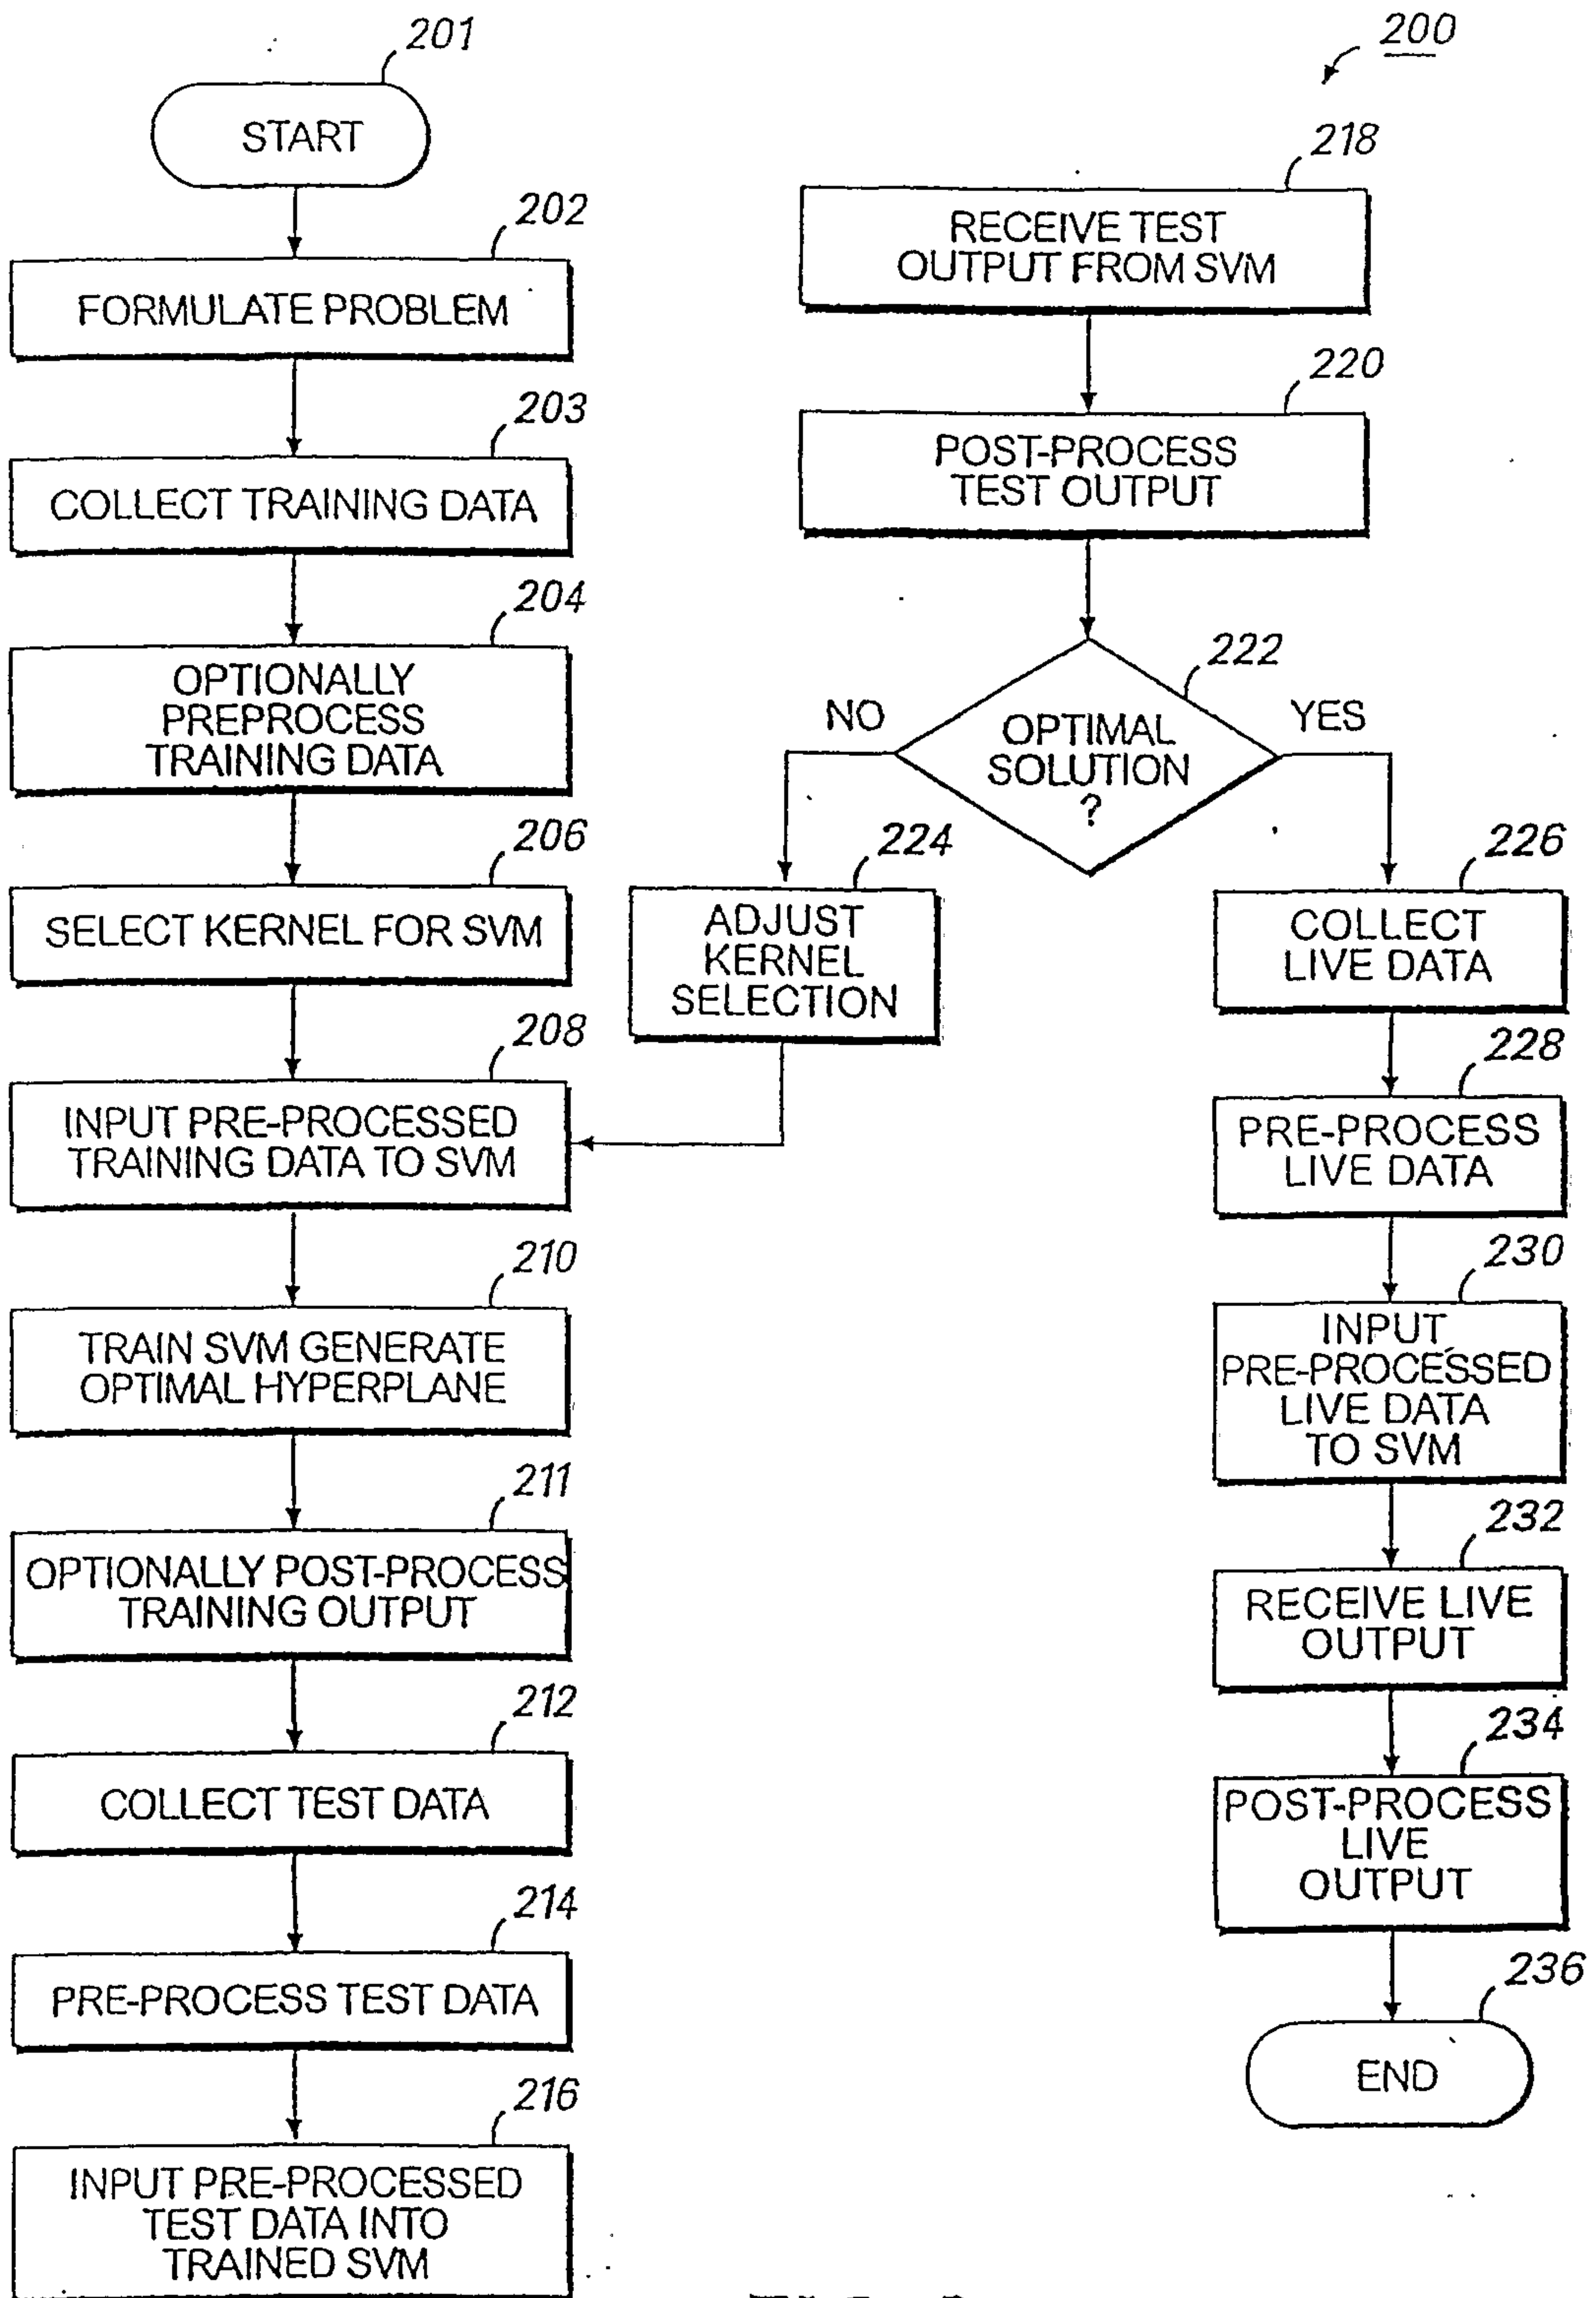 201
START
202
FORMULATE PROBLEM
203
COLLECT TRAINING DATA
204
OPTIONALLY
PREPROCESS
TRAINING DATA
206
SELECT KERNEL FOR SVM
208
INPUT PRE-PROCESSED
TRAINING DATA TO SVM
210
TRAIN SVM GENERATE
OPTIMAL HYPERPLANE
211
OPTIONALLY POST-PROCESS
TRAINING OUTPUT
212
COLLECT TEST DATA
214
PRE-PROCESS TEST DATA
216
INPUT PRE-PROCESSED
TEST DATA INTO
TRAINED SVM
200
218
RECEIVE TEST
OUTPUT FROM SVM
220
POST-PROCESS
TEST OUTPUT
222
OPTIMAL
SOLUTION
?
NO
YES
224
ADJUST
KERNEL
SELECTION
226
COLLECT
LIVE DATA
228
PRE-PROCESS
LIVE DATA
230
INPUT
PRE-PROCESSED
LIVE DATA
TO SVM
232
RECEIVE LIVE
OUTPUT
234
POST-PROCESS
LIVE
OUTPUT
236
END